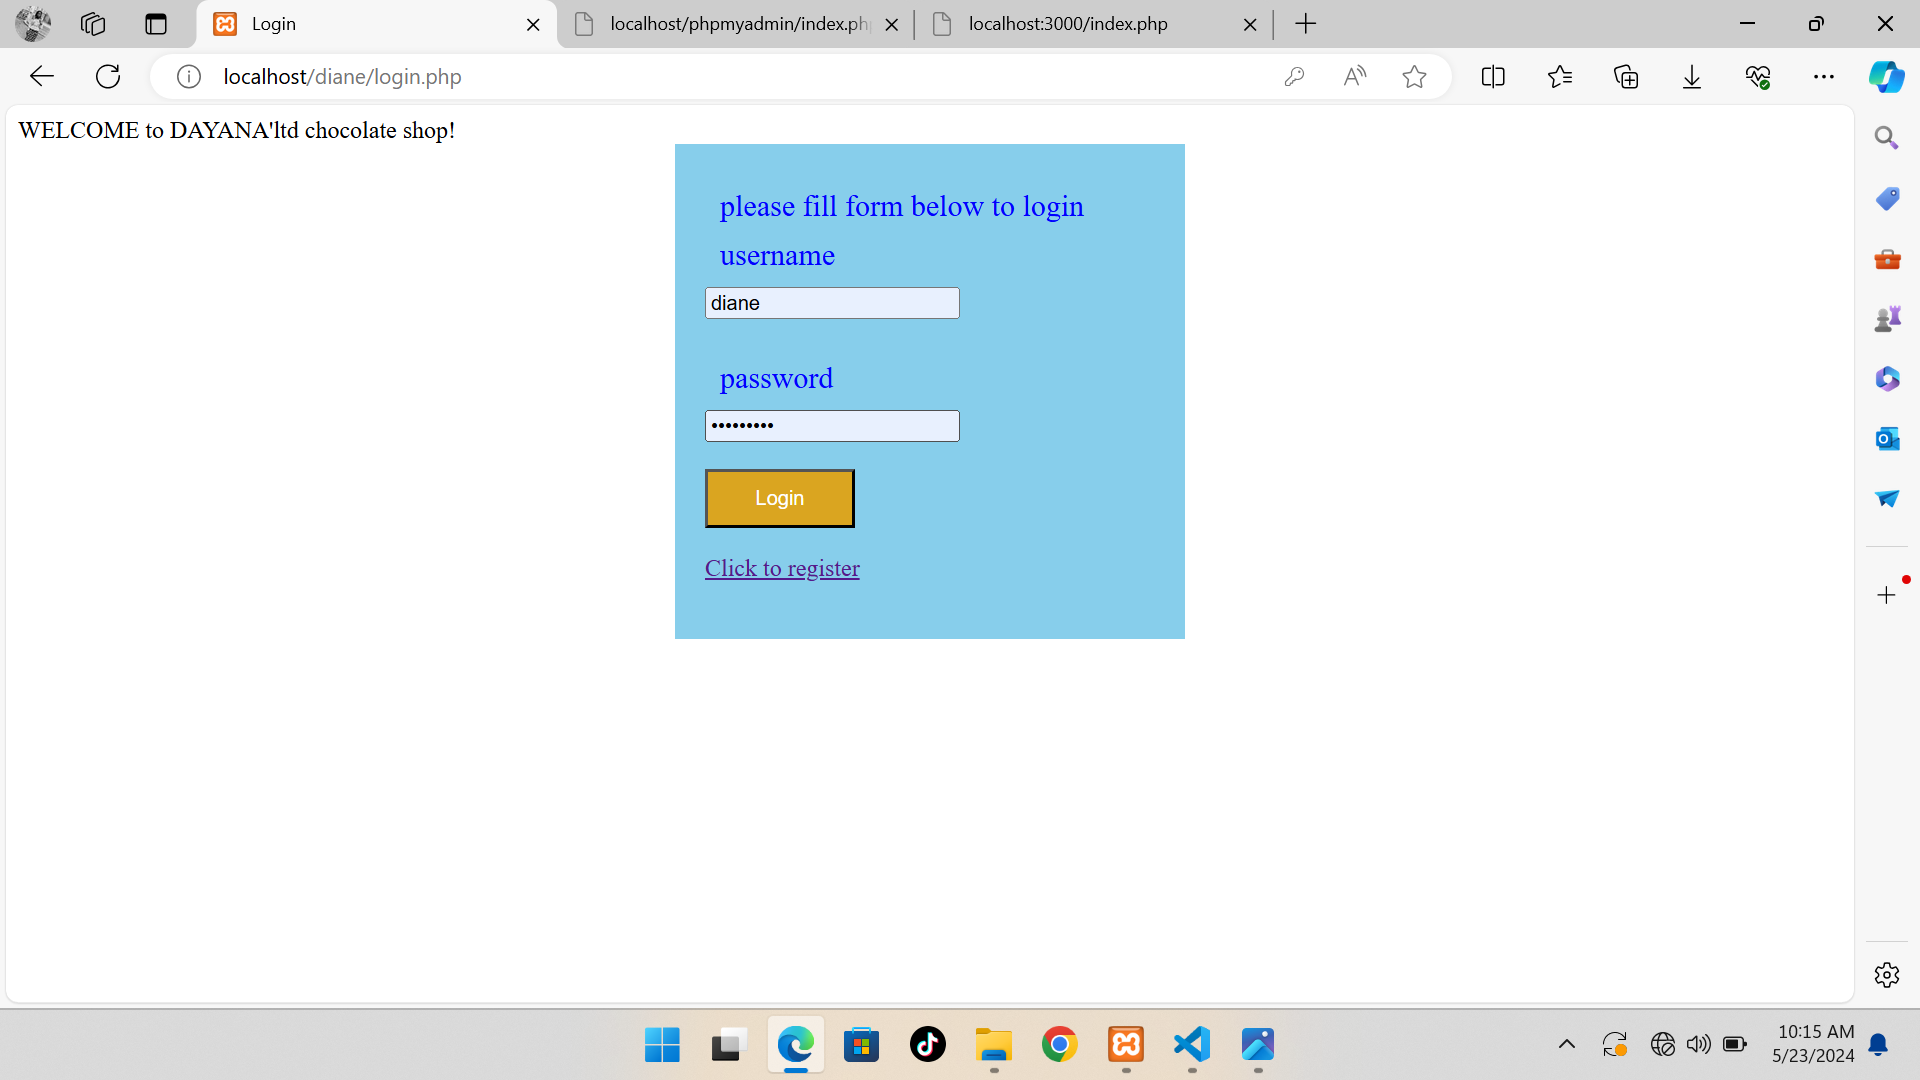 Login
localhost/phpmyadmin/index.ph
localhost:3000/index.php
localhost/diane/login.php
WELCOME to DAYANA'ltd chocolate shop!
please fill form below to login
username
diane
password
•••••••••
Login
Click to register
10:15 AM
5/23/2024